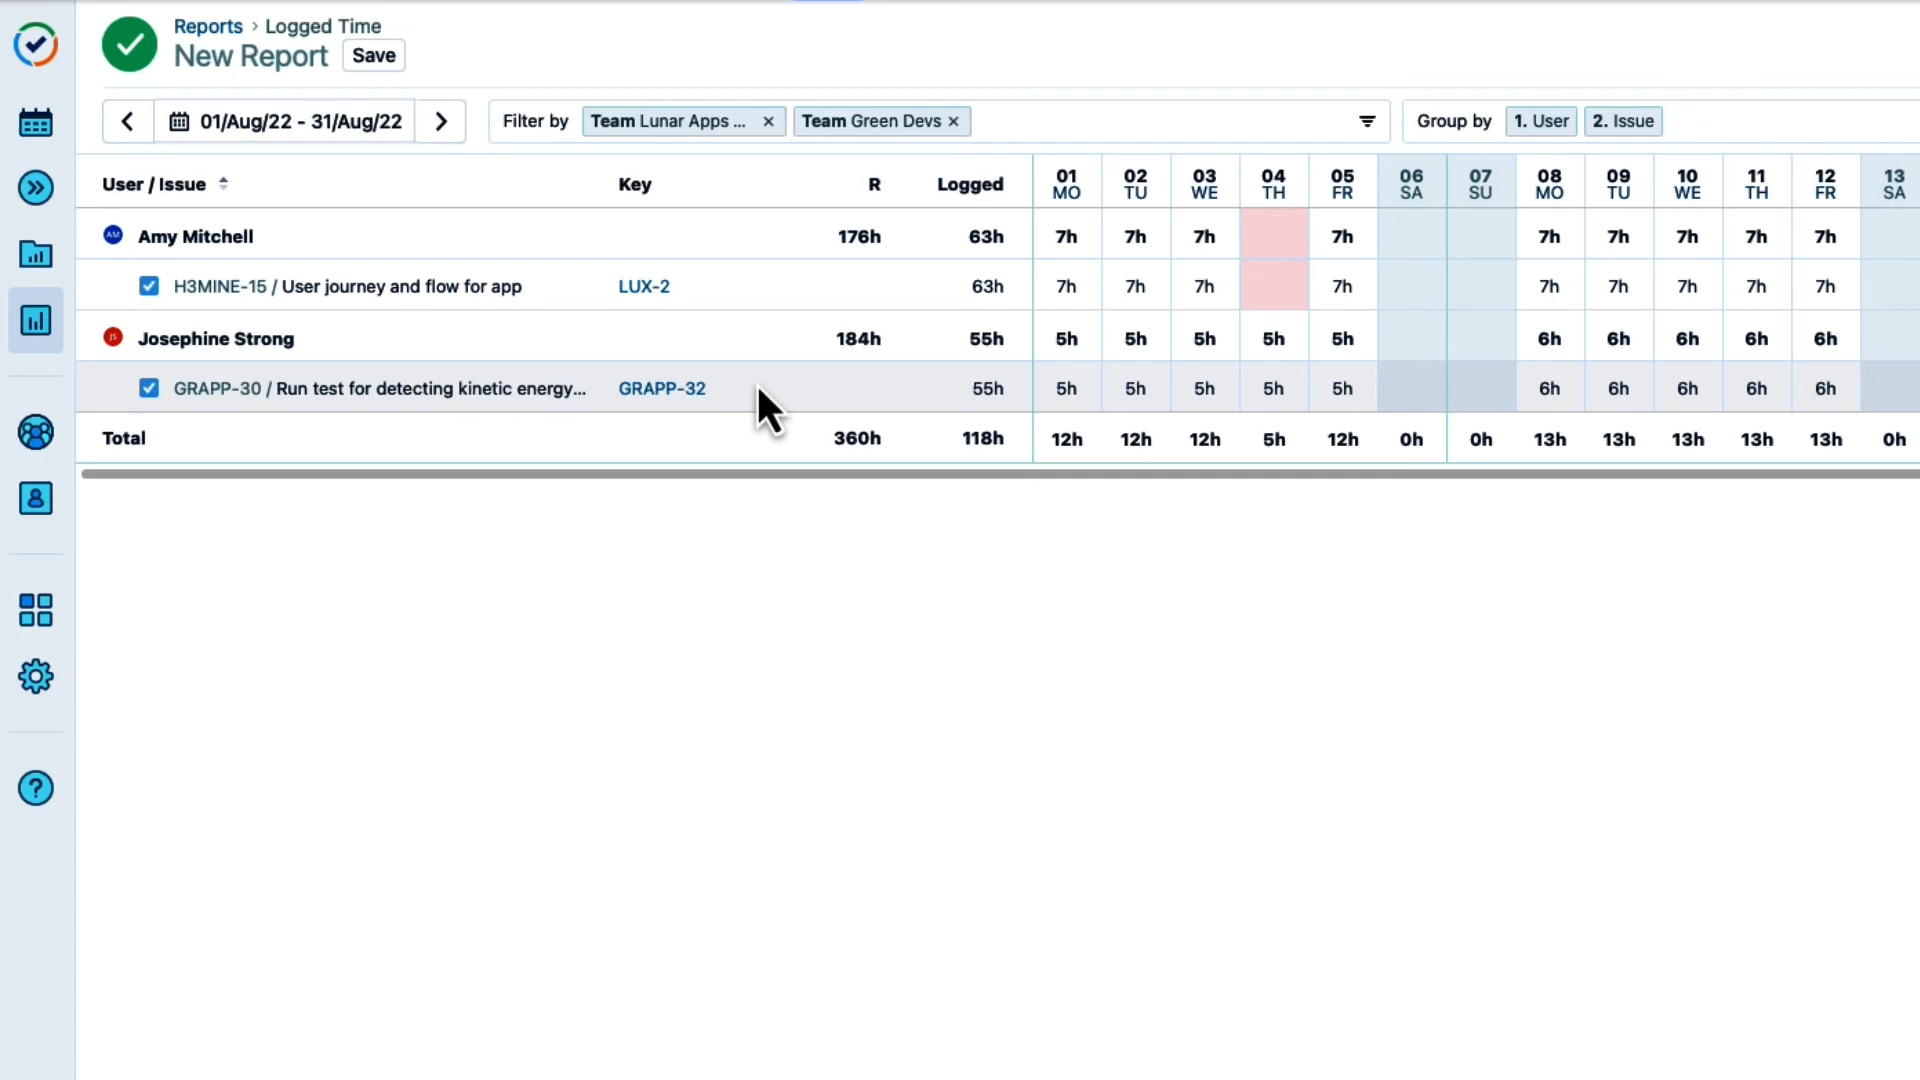 Reports › Logged Time
New Report Save
01/Aug/22 - 31/Aug/22 Filter by Team Lunar Apps ... × Team Green Devs × Group by 1. User 2. Issue
User / Issue Key R Logged 01 MO 02 TU 03 WE 04 TH 05 FR 06 SA 07 SU 08 MO 09 TU 10 WE 11 TH 12 FR 13 SA
AM Amy Mitchell 176h 63h 7h 7h 7h 7h 7h 7h 7h 7h 7h
H3MINE-15 / User journey and flow for app LUX-2 63h 7h 7h 7h 7h 7h 7h 7h 7h 7h
JS Josephine Strong 184h 55h 5h 5h 5h 5h 5h 6h 6h 6h 6h 6h
GRAPP-30 / Run test for detecting kinetic energy... GRAPP-32 55h 5h 5h 5h 5h 5h 6h 6h 6h 6h 6h
Total 360h 118h 12h 12h 12h 5h 12h 0h 0h 13h 13h 13h 13h 13h 0h
?